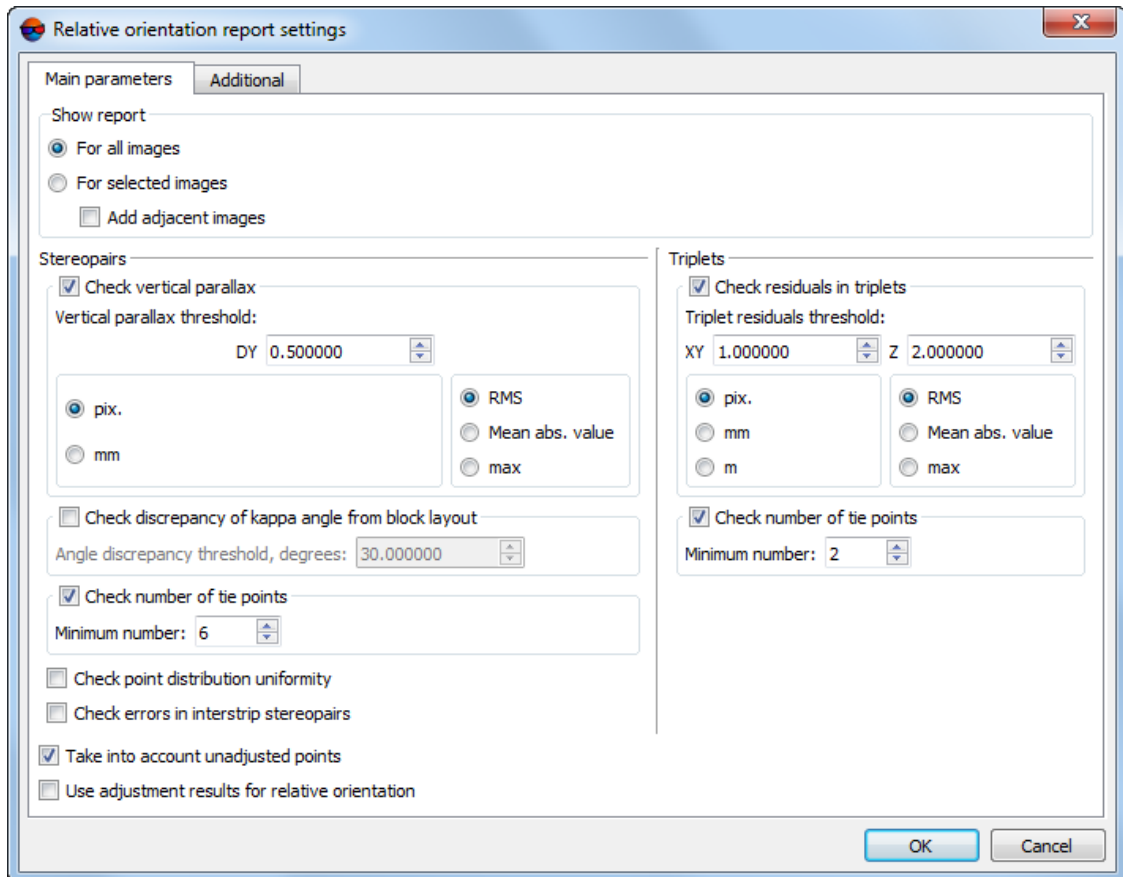 Relative orientation report settings
Main parameters
Additional
Show report
For all images
For selected images
Add adjacent images
Stereopairs
Check vertical parallax
Vertical parallax threshold:
DY 0.500000
pix.
mm
RMS
Mean abs. value
max
Check discrepancy of kappa angle from block layout
Angle discrepancy threshold, degrees: 30.000000
Check number of tie points
Minimum number: 6
Check point distribution uniformity
Check errors in interstrip stereopairs
Triplets
Check residuals in triplets
Triplet residuals threshold:
XY 1.000000 Z 2.000000
pix.
mm
m
RMS
Mean abs. value
max
Check number of tie points
Minimum number: 2
Take into account unadjusted points
Use adjustment results for relative orientation
OK
Cancel